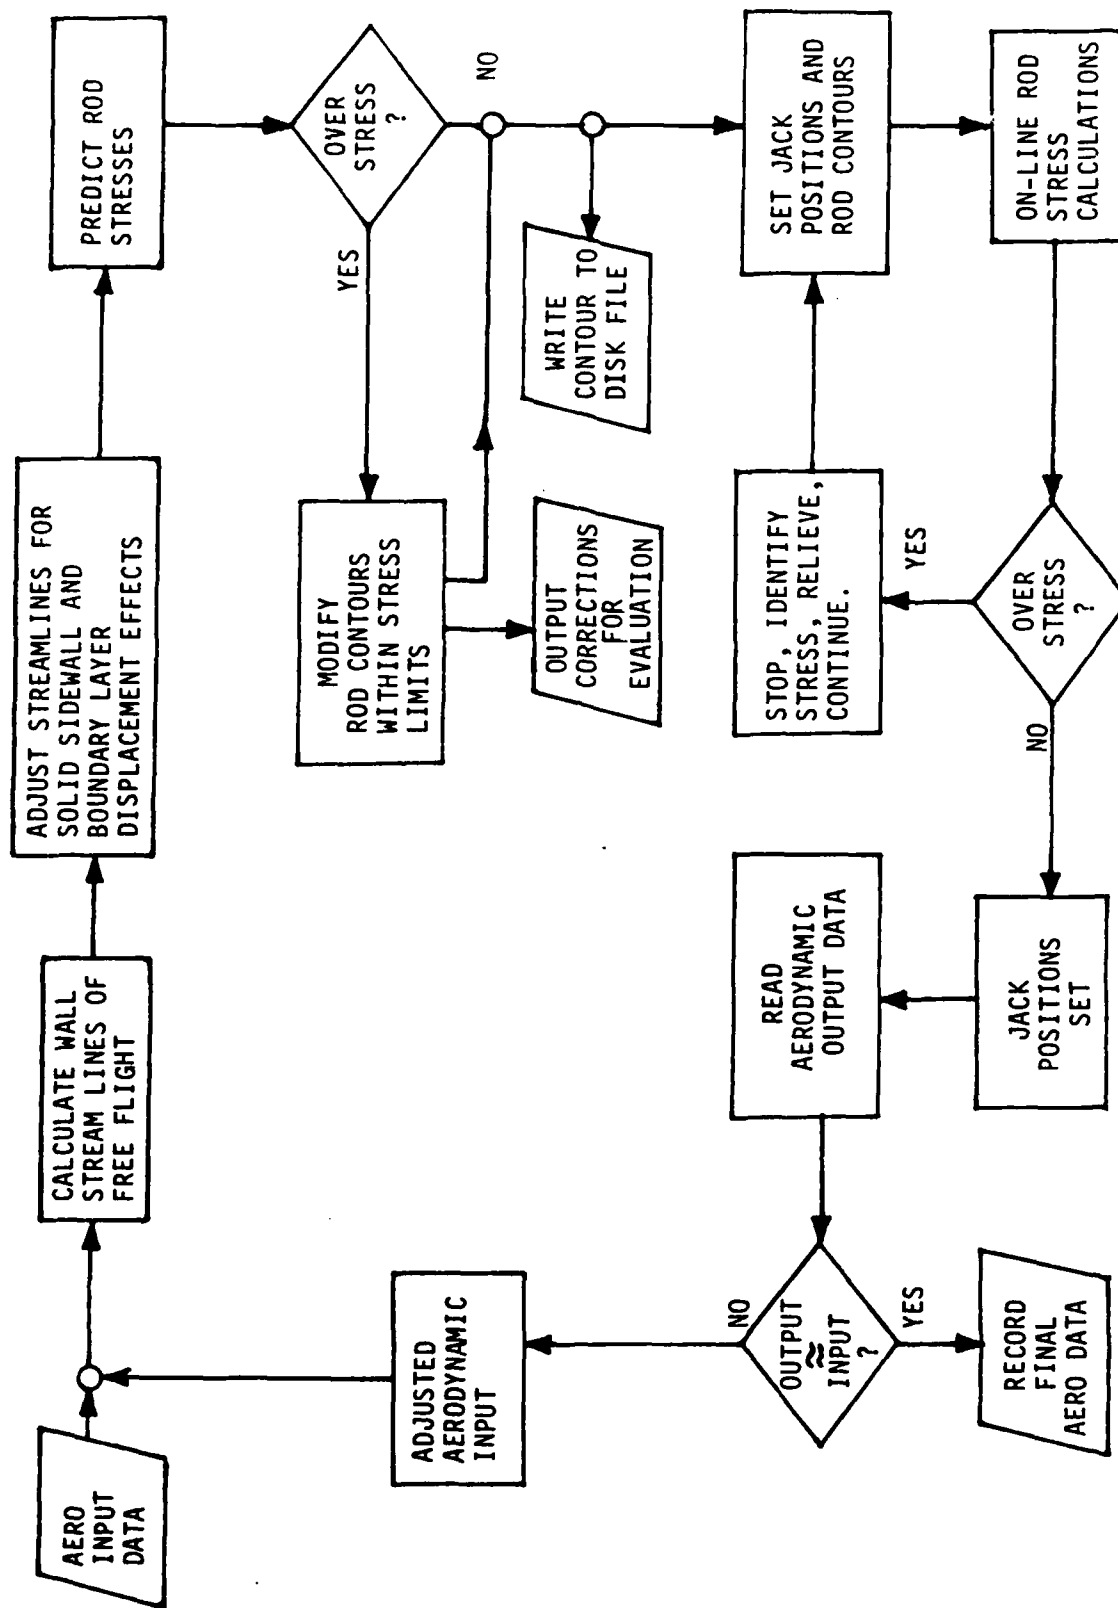 AERO
INPUT
DATA
CALCULATE WALL
STREAM LINES OF
FREE FLIGHT
ADJUST STREAMLINES FOR
SOLID SIDEWALL AND
BOUNDARY LAYER
DISPLACEMENT EFFECTS
PREDICT ROD
STRESSES
OVER
STRESS
?
YES
NO
MODIFY
ROD CONTOURS
WITHIN STRESS
LIMITS
OUTPUT
CORRECTIONS
FOR
EVALUATION
WRITE
CONTOUR TO
DISK FILE
SET JACK
POSITIONS AND
ROD CONTOURS
ON-LINE ROD
STRESS
CALCULATIONS
OVER
STRESS
?
YES
STOP, IDENTIFY
STRESS, RELIEVE,
CONTINUE.
NO
JACK
POSITIONS
SET
READ
AERODYNAMIC
OUTPUT DATA
OUTPUT
≈
INPUT
?
NO
YES
ADJUSTED
AERODYNAMIC
INPUT
RECORD
FINAL
AERO DATA